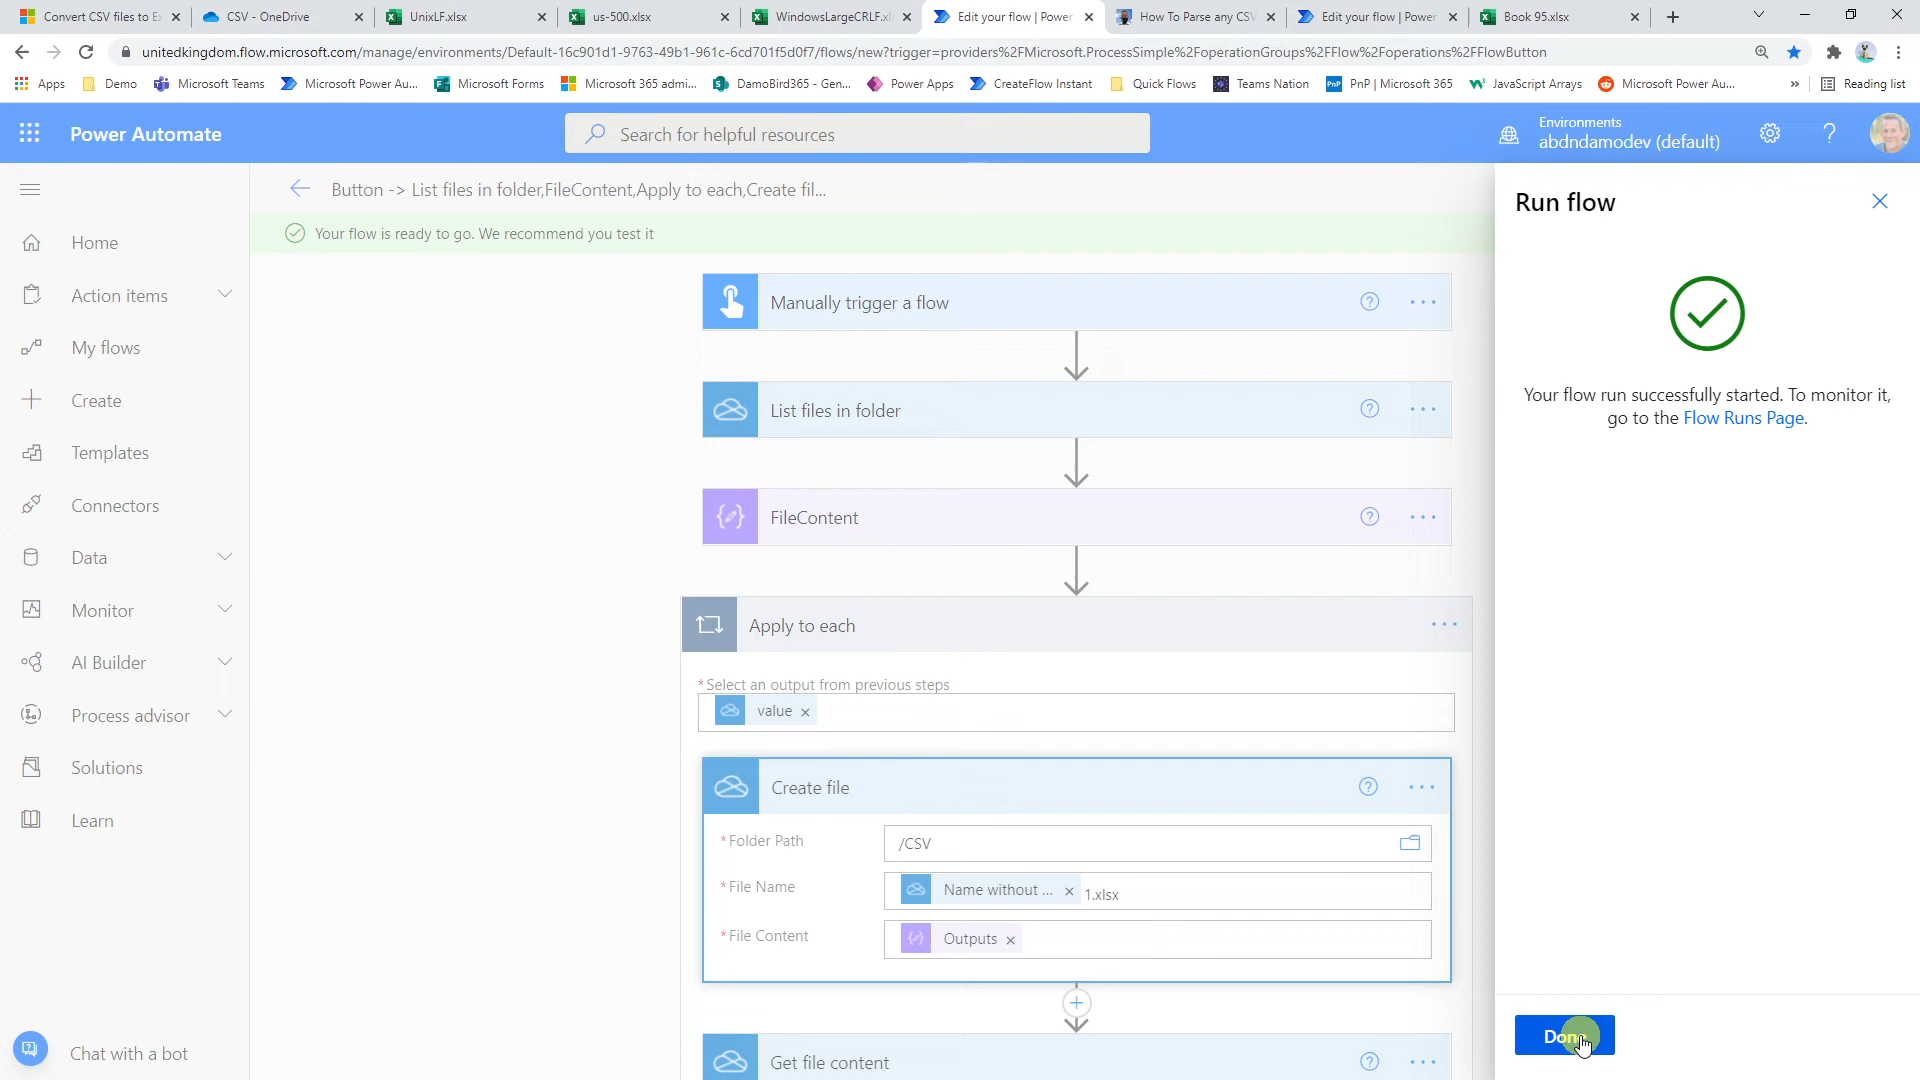 Convert CSV files to Ex
CSV - OneDrive
UnixLF.xlsx
us-500.xlsx
WindowsLargeCRLF.xl
Edit your flow | Power
How To Parse any CSV
Edit your flow | Power
Book 95.xlsx
unitedkingdom.flow.microsoft.com/manage/environments/Default-16c901d1-9763-49b1-961c-6cd701f5d0f7/flows/new?trigger=providers%2FMicrosoft.ProcessSimple%2FoperationGroups%2FFlow%2Foperations%2FFlowButton
Apps
Demo
Microsoft Teams
Microsoft Power Au...
Microsoft Forms
Microsoft 365 admi...
DamoBird365 - Gen...
Power Apps
CreateFlow Instant
Quick Flows
Teams Nation
PnP | Microsoft 365
JavaScript Arrays
Microsoft Power Au...
»
Reading list
Power Automate
Search for helpful resources
Environments
abdndamodev (default)
Button -> List files in folder,FileContent,Apply to each,Create fil...
Your flow is ready to go. We recommend you test it
Home
Action items
My flows
Create
Templates
Connectors
Data
Monitor
AI Builder
Process advisor
Solutions
Learn
Chat with a bot
Manually trigger a flow
List files in folder
FileContent
Apply to each
*Select an output from previous steps
value
Create file
*Folder Path
/CSV
*File Name
Name without ...
1.xlsx
*File Content
Outputs
Get file content
Run flow
Your flow run successfully started. To monitor it,
go to the Flow Runs Page.
Done